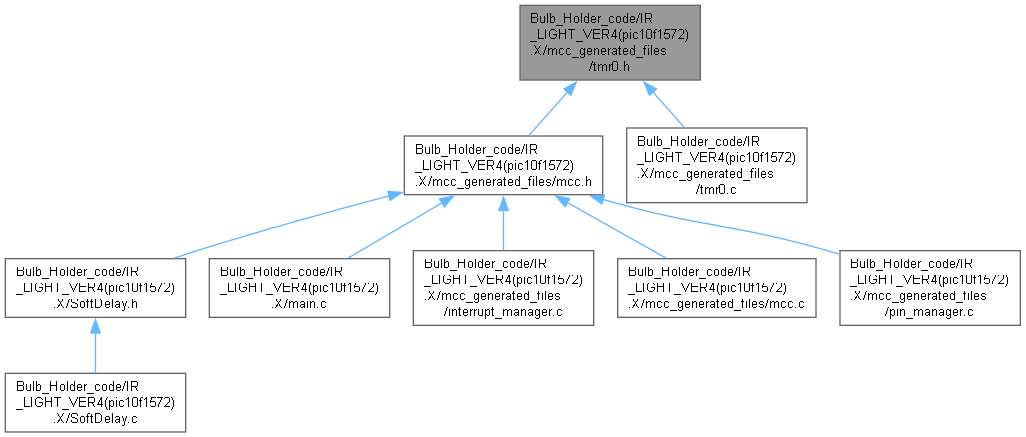 Bulb_Holder_code/IR
_LIGHT_VER4(pic10f1572)
.X/mcc_generated_files
/tmr0.h
Bulb_Holder_code/IR
_LIGHT_VER4(pic10f1572)
.X/mcc_generated_files/mcc.h
Bulb_Holder_code/IR
_LIGHT_VER4(pic10f1572)
.X/mcc_generated_files
/tmr0.c
Bulb_Holder_code/IR
_LIGHT_VER4(pic10f1572)
.X/SoftDelay.h
Bulb_Holder_code/IR
_LIGHT_VER4(pic10f1572)
.X/main.c
Bulb_Holder_code/IR
_LIGHT_VER4(pic10f1572)
.X/mcc_generated_files
/interrupt_manager.c
Bulb_Holder_code/IR
_LIGHT_VER4(pic10f1572)
.X/mcc_generated_files/mcc.c
Bulb_Holder_code/IR
_LIGHT_VER4(pic10f1572)
.X/mcc_generated_files
/pin_manager.c
Bulb_Holder_code/IR
_LIGHT_VER4(pic10f1572)
.X/SoftDelay.c